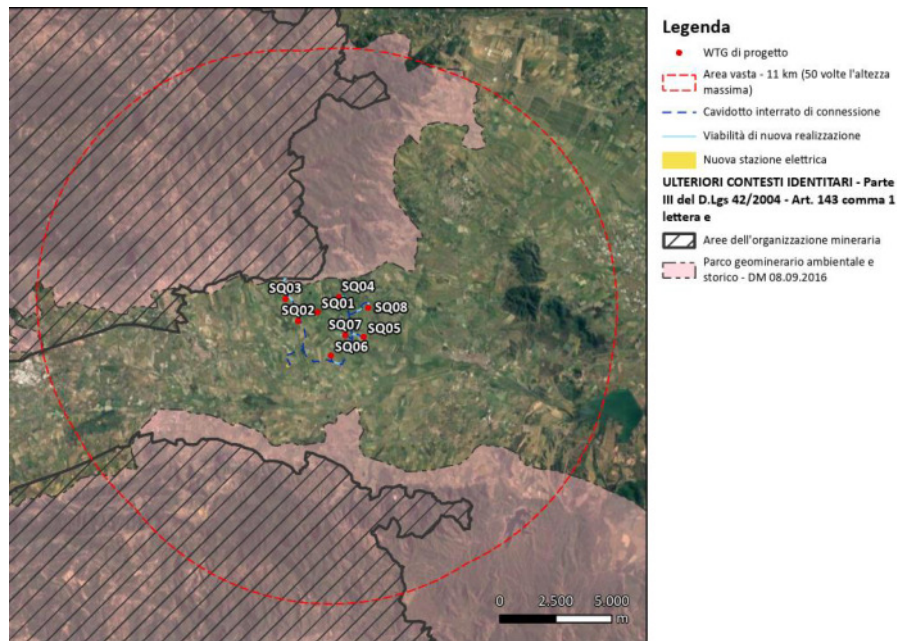 Legenda
WTG di progetto
Area vasta - 11 km (50 volte l'altezza
massima)
Cavidotto interrato di connessione
Viabilità di nuova realizzazione
Nuova stazione elettrica
ULTERIORI CONTESTI IDENTITARI - Parte
III del D.Lgs 42/2004 - Art. 143 comma 1
lettera e
Aree dell'organizzazione mineraria
Parco geominerario ambientale e
storico - DM 08.09.2016
SQ03
SQ04
SQ01
SQ08
SQ02
SQ07
SQ05
SQ06
0 2.500 5.000
m